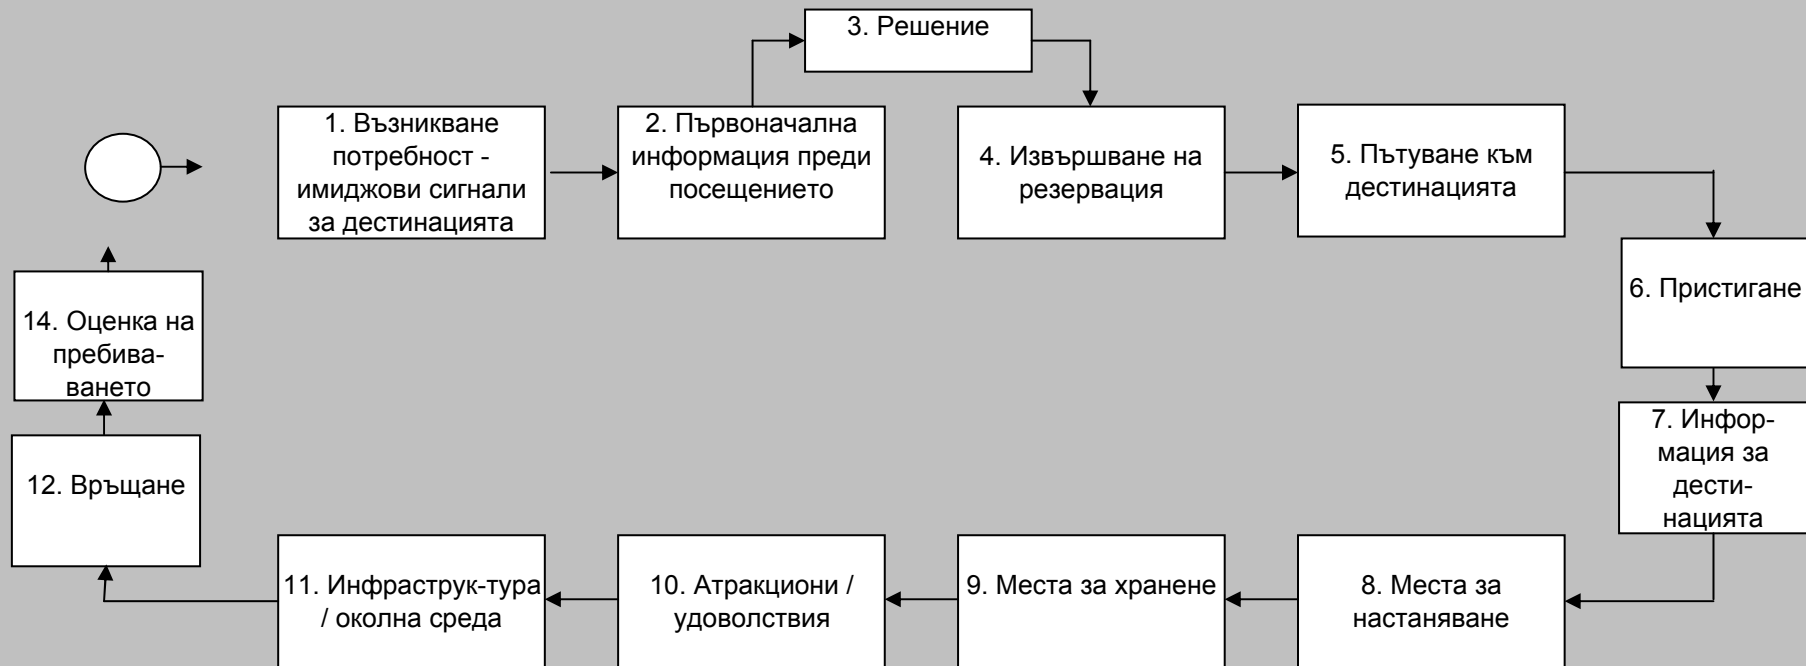 3. Решение
1. Възникване
потребност -
имиджови сигнали
за дестинацията
2. Първоначална
информация преди
посещението
4. Извършване на
резервация
5. Пътуване към
дестинацията
6. Пристигане
7. Инфор-
мация за
дести-
нацията
8. Места за
настаняване
9. Места за хранене
10. Атракциони /
удоволствия
11. Инфраструк-тура
/ околна среда
12. Връщане
14. Оценка на
пребива-
ването